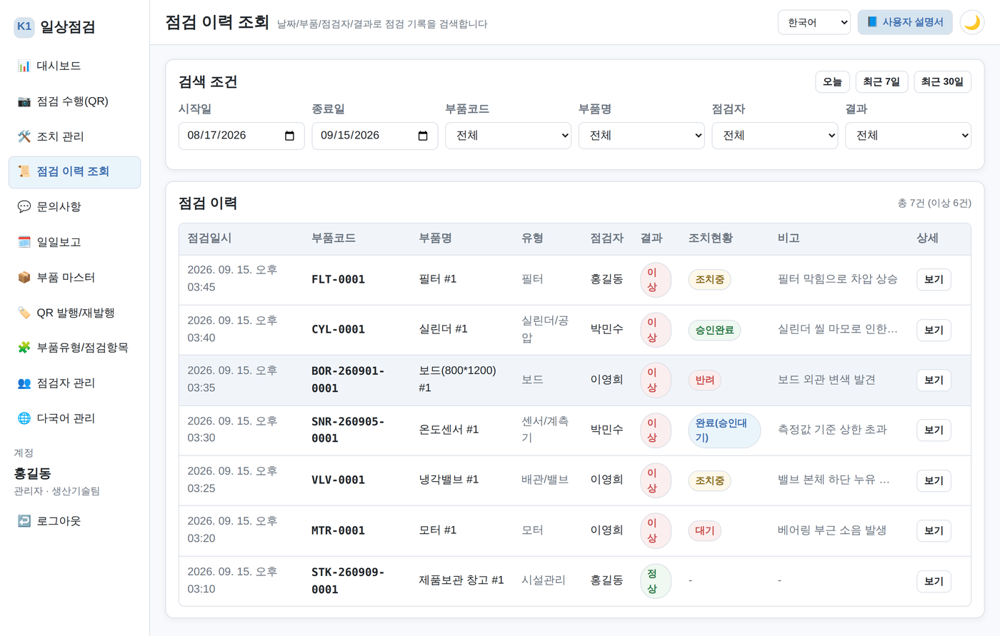 K1 일상점검
📊 대시보드
📷 점검 수행(QR)
🛠️ 조치 관리
📜 점검 이력 조회
💬 문의사항
🗓️ 일일보고
📦 부품 마스터
🏷️ QR 발행/재발행
🧩 부품유형/점검항목
👥 점검자 관리
🌐 다국어 관리
계정
홍길동
관리자 · 생산기술팀
↩️ 로그아웃
점검 이력 조회 날짜/부품/점검자/결과로 점검 기록을 검색합니다 한국어 📘 사용자 설명서 🌙
검색 조건 오늘 최근 7일 최근 30일
시작일 종료일 부품코드 부품명 점검자 결과
08/17/2026 09/15/2026 전체 전체 전체 전체
점검 이력 총 7건 (이상 6건)
점검일시 부품코드 부품명 유형 점검자 결과 조치현황 비고 상세
2026. 09. 15. 오후
03:45
FLT-0001
필터 #1
필터
홍길동
이
상
조치중
필터 막힘으로 차압 상승
보기
2026. 09. 15. 오후
03:40
CYL-0001
실린더 #1
실린더/공
압
박민수
이
상
승인완료
실린더 씰 마모로 인한…
보기
2026. 09. 15. 오후
03:35
BOR-260901-
0001
보드(800*1200)
#1
보드
이영희
이
상
반려
보드 외관 변색 발견
보기
2026. 09. 15. 오후
03:30
SNR-260905-
0001
온도센서 #1
센서/계측
기
박민수
이
상
완료(승인대
기)
측정값 기준 상한 초과
보기
2026. 09. 15. 오후
03:25
VLV-0001
냉각밸브 #1
배관/밸브
이영희
이
상
조치중
밸브 본체 하단 누유 …
보기
2026. 09. 15. 오후
03:20
MTR-0001
모터 #1
모터
이영희
이
상
대기
베어링 부근 소음 발생
보기
2026. 09. 15. 오후
03:10
STK-260909-
0001
제품보관 창고 #1
시설관리
홍길동
정
상
-
-
보기